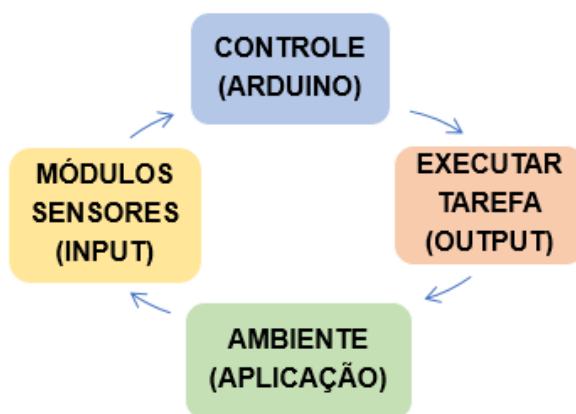 CONTROLE
(ARDUINO)
MÓDULOS
SENSORES
(INPUT)
EXECUTAR
TAREFA
(OUTPUT)
AMBIENTE
(APLICAÇÃO)